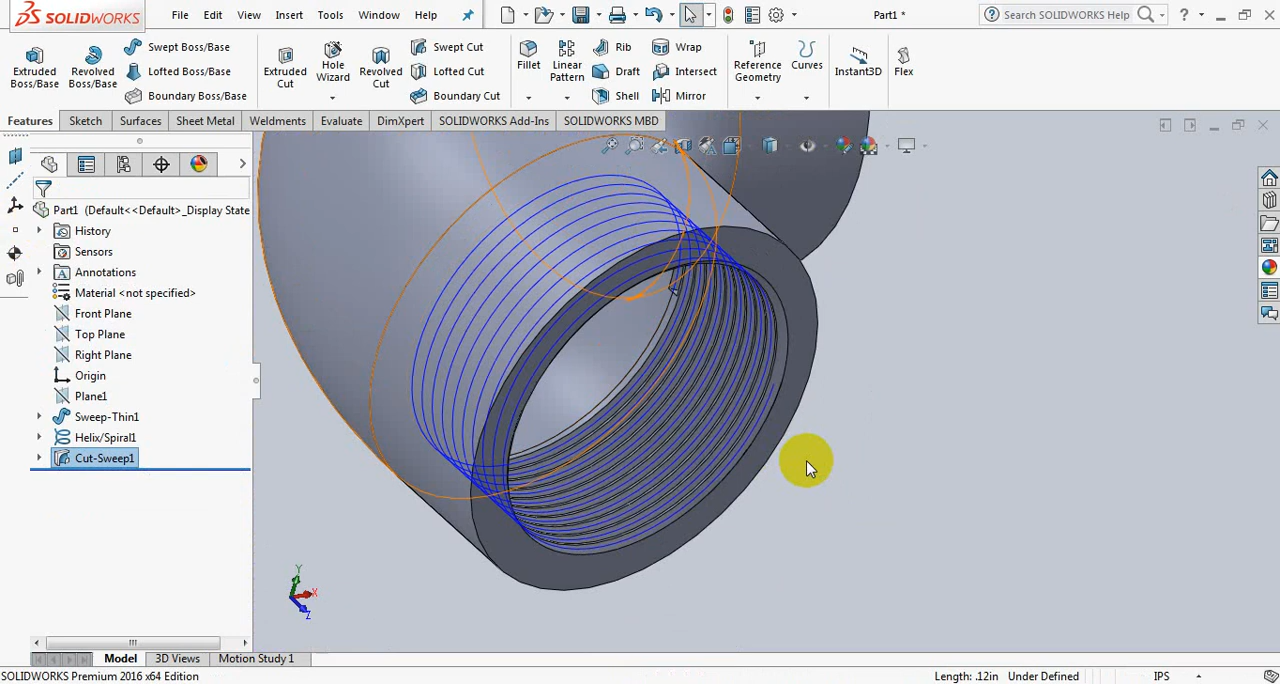 SOLIDWORKS File Edit View Insert Tools Window Help Part1 * Search SOLIDWORKS Help ?
Extruded Boss/Base
Revolved Boss/Base
Swept Boss/Base
Lofted Boss/Base
Boundary Boss/Base
Extruded Cut
Hole Wizard
Revolved Cut
Swept Cut
Lofted Cut
Boundary Cut
Fillet
Linear Pattern
Rib
Draft
Shell
Wrap
Intersect
Mirror
Reference Geometry
Curves
Instant3D
Flex
Features Sketch Surfaces Sheet Metal Weldments Evaluate DimXpert SOLIDWORKS Add-Ins SOLIDWORKS MBD
Part1 (Default<<Default>_Display State
History
Sensors
Annotations
Material <not specified>
Front Plane
Top Plane
Right Plane
Origin
Plane1
Sweep-Thin1
Helix/Spiral1
Cut-Sweep1
Y
X
Z
Model 3D Views Motion Study 1
SOLIDWORKS Premium 2016 x64 Edition Length: .12in Under Defined IPS